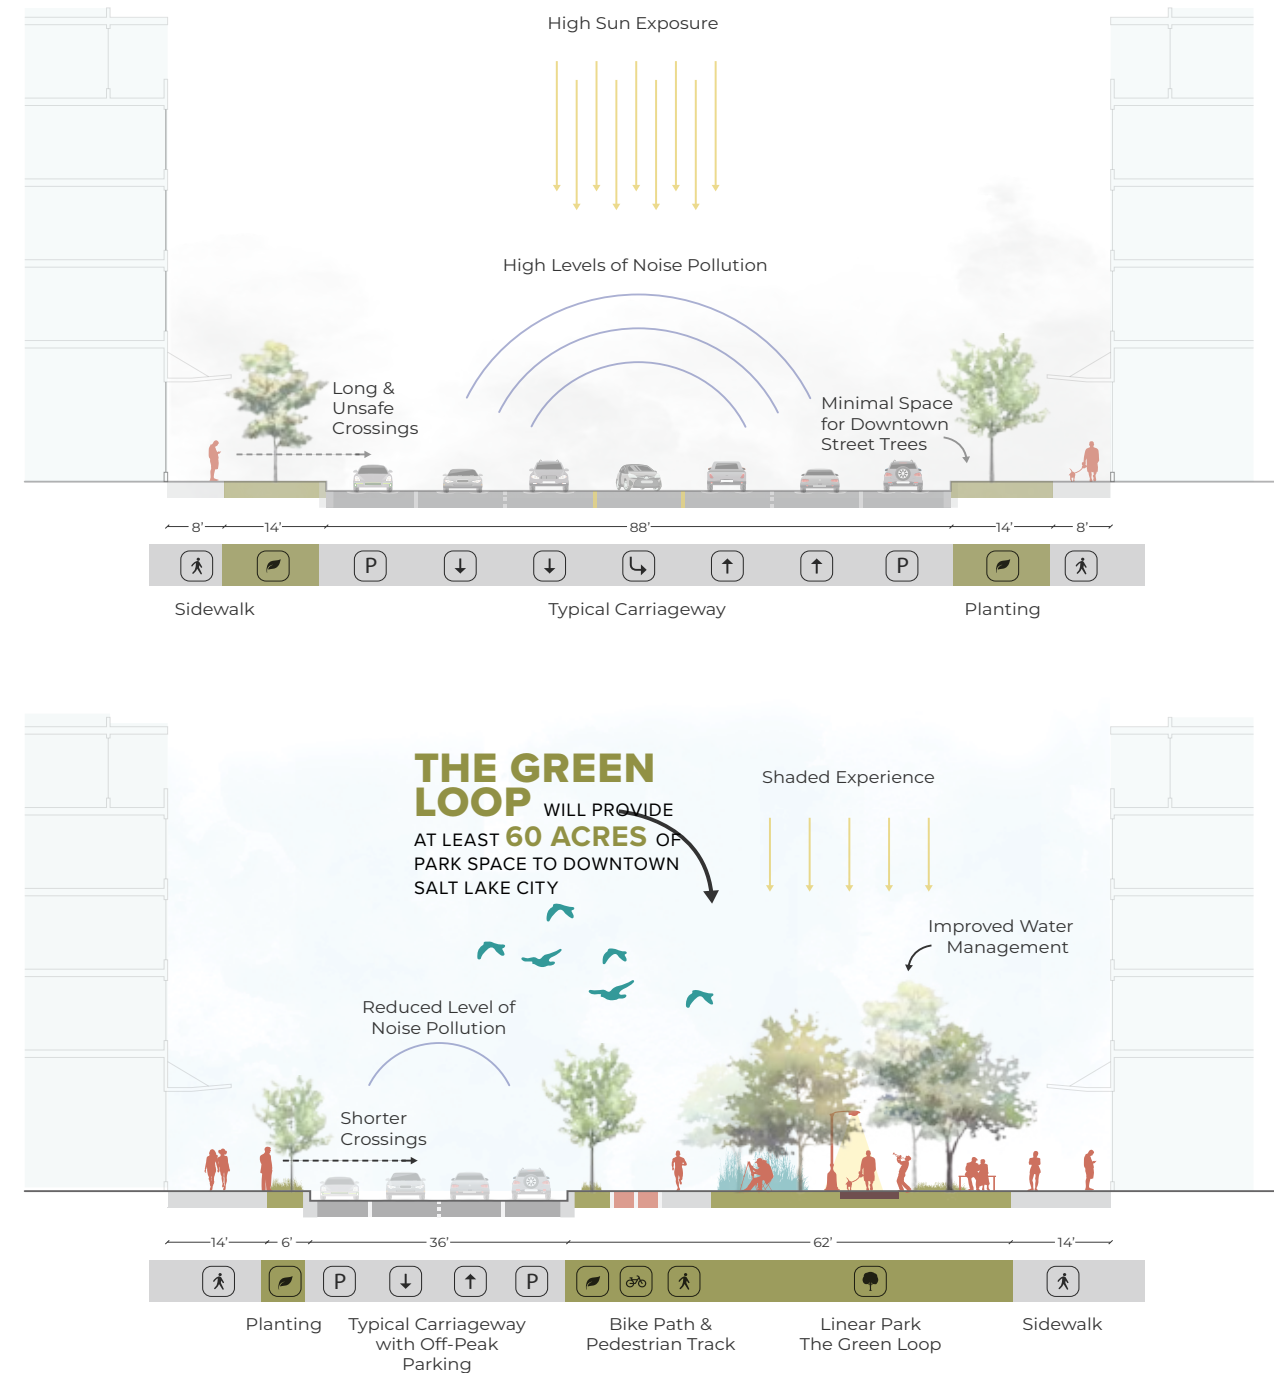 High Sun Exposure
High Levels of Noise Pollution
Long &
Unsafe
Crossings
Minimal Space
for Downtown
Street Trees
8’ 14’ 88’ 14’ 8’
P P
Sidewalk Typical Carriageway Planting
THE GREEN
LOOP WILL PROVIDE
AT LEAST 60 ACRES OF
PARK SPACE TO DOWNTOWN
SALT LAKE CITY
Shaded Experience
Improved Water
Management
Reduced Level of
Noise Pollution
Shorter
Crossings
14’ 6’ 36’ 62’ 14’
P P
Planting
Typical Carriageway
with Off-Peak
Parking
Bike Path &
Pedestrian Track
Linear Park
The Green Loop
Sidewalk